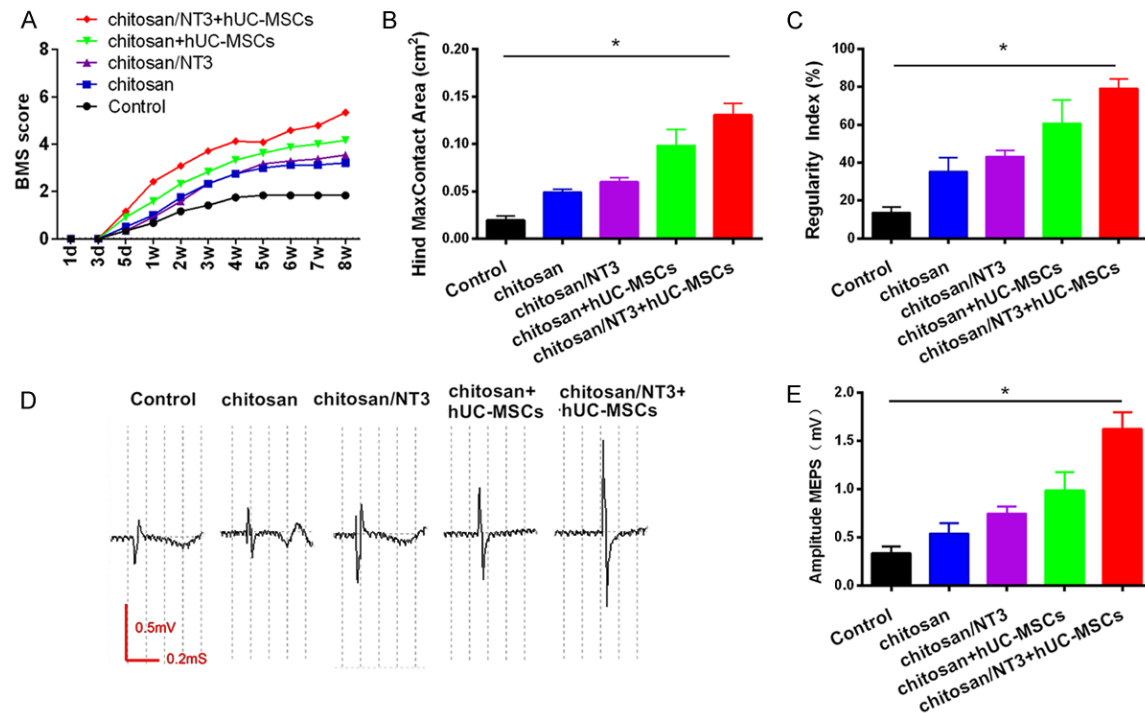 A
chitosan/NT3+hUC-MSCs
chitosan+hUC-MSCs
chitosan/NT3
chitosan
Control
8
6
4
2
0
BMS score
1d
3d
5d
1w
2w
3w
4w
5w
6w
7w
8w
B
*
0.20
0.15
0.10
0.05
0.00
Hind MaxContact Area (cm²)
Control
chitosan
chitosan/NT3
chitosan+hUC-MSCs
chitosan/NT3+hUC-MSCs
C
*
100
80
60
40
20
0
Regularity Index (%)
Control
chitosan
chitosan/NT3
chitosan+hUC-MSCs
chitosan/NT3+hUC-MSCs
D
Control
chitosan
chitosan/NT3
chitosan+
hUC-MSCs
chitosan/NT3+
hUC-MSCs
0.5mV
0.2mS
E
*
2.0
1.5
1.0
0.5
0.0
Amplitude MEPS（mV）
Control
chitosan
chitosan/NT3
chitosan+hUC-MSCs
chitosan/NT3+hUC-MSCs